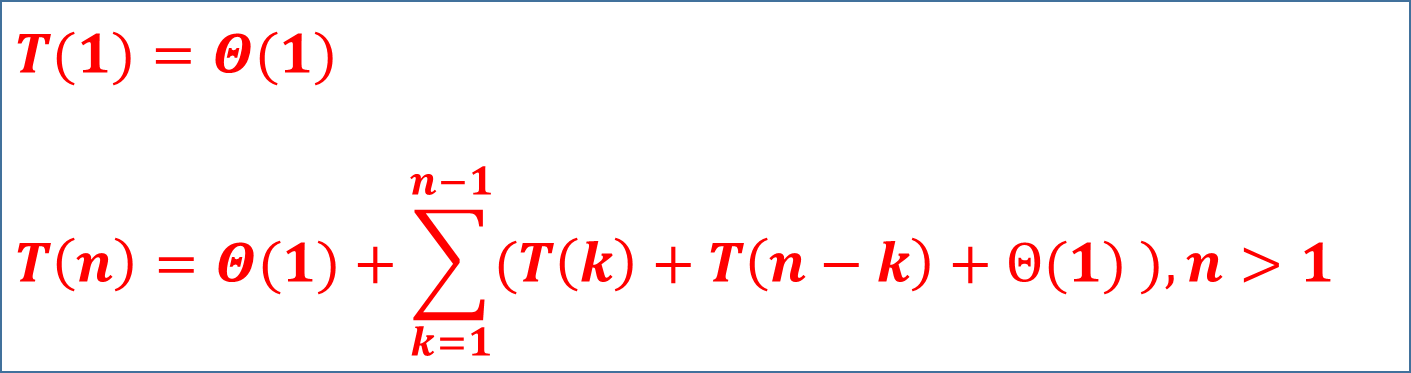 T(1) = Θ(1)
T(n) = Θ(1) + ∑_{k=1}^{n−1} (T(k) + T(n − k) + Θ(1) ), n > 1